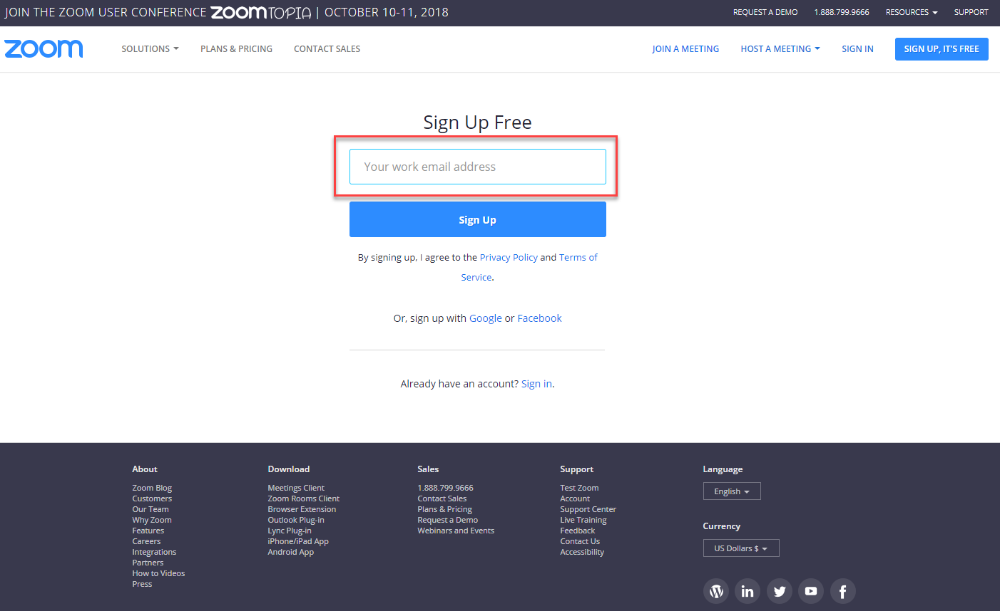 JOIN THE ZOOM USER CONFERENCE zoomTOPIA | OCTOBER 10-11, 2018
REQUEST A DEMO 1.888.799.9666 RESOURCES SUPPORT
zoom SOLUTIONS PLANS & PRICING CONTACT SALES JOIN A MEETING HOST A MEETING SIGN IN SIGN UP, IT'S FREE
Sign Up Free
Your work email address
Sign Up
By signing up, I agree to the Privacy Policy and Terms of
Service.
Or, sign up with Google or Facebook
Already have an account? Sign in.
About
Zoom Blog
Customers
Our Team
Why Zoom
Features
Careers
Integrations
Partners
How to Videos
Press
Download
Meetings Client
Zoom Rooms Client
Browser Extension
Outlook Plug-in
Lync Plug-in
iPhone/iPad App
Android App
Sales
1.888.799.9666
Contact Sales
Plans & Pricing
Request a Demo
Webinars and Events
Support
Test Zoom
Account
Support Center
Live Training
Feedback
Contact Us
Accessibility
Language
English
Currency
US Dollars $